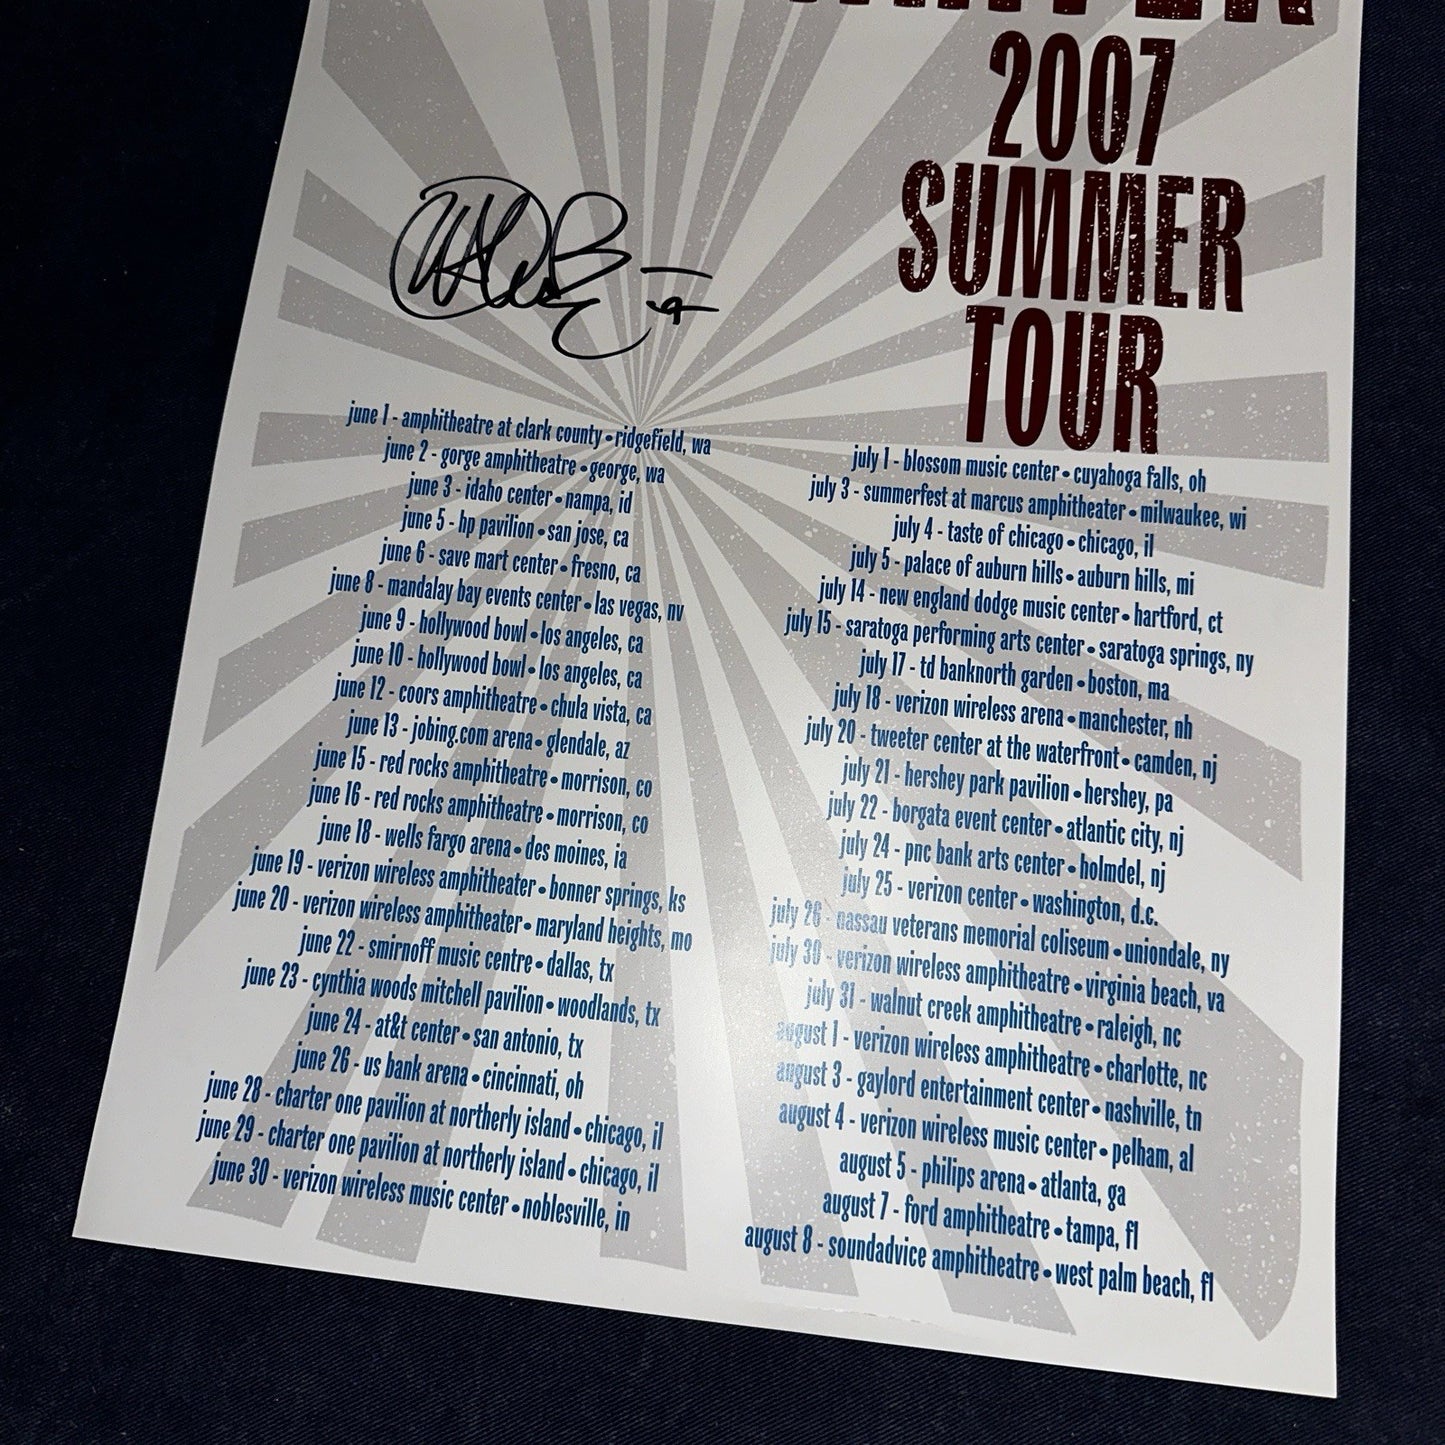 2007
SUMMER
TOUR
june 1 - amphitheatre at clark county • ridgefield, wa
june 2 - gorge amphitheatre • george, wa
june 3 - idaho center • nampa, id
june 5 - hp pavilion • san jose, ca
june 6 - save mart center • fresno, ca
june 8 - mandalay bay events center • las vegas, nv
june 9 - hollywood bowl • los angeles, ca
june 10 - hollywood bowl • los angeles, ca
june 12 - coors amphitheatre • chula vista, ca
june 13 - jobing.com arena • glendale, az
june 15 - red rocks amphitheatre • morrison, co
june 16 - red rocks amphitheatre • morrison, co
june 18 - wells fargo arena • des moines, ia
june 19 - verizon wireless amphitheater • bonner springs, ks
june 20 - verizon wireless amphitheater • maryland heights, mo
june 22 - smirnoff music centre • dallas, tx
june 23 - cynthia woods mitchell pavilion • woodlands, tx
june 24 - at&t center • san antonio, tx
june 26 - us bank arena • cincinnati, oh
june 28 - charter one pavilion at northerly island • chicago, il
june 29 - charter one pavilion at northerly island • chicago, il
june 30 - verizon wireless music center • noblesville, in
july 1 - blossom music center • cuyahoga falls, oh
july 3 - summerfest at marcus amphitheater • milwaukee, wi
july 4 - taste of chicago • chicago, il
july 5 - palace of auburn hills • auburn hills, mi
july 14 - new england dodge music center • hartford, ct
july 15 - saratoga performing arts center • saratoga springs, ny
july 17 - td banknorth garden • boston, ma
july 18 - verizon wireless arena • manchester, nh
july 20 - tweeter center at the waterfront • camden, nj
july 21 - hershey park pavilion • hershey, pa
july 22 - borgata event center • atlantic city, nj
july 24 - pnc bank arts center • holmdel, nj
july 25 - verizon center • washington, d.c.
july 26 - nassau veterans memorial coliseum • uniondale, ny
july 30 - verizon wireless amphitheatre • virginia beach, va
july 31 - walnut creek amphitheatre • raleigh, nc
august 1 - verizon wireless amphitheatre • charlotte, nc
august 3 - gaylord entertainment center • nashville, tn
august 4 - verizon wireless music center • pelham, al
august 5 - philips arena • atlanta, ga
august 7 - ford amphitheatre • tampa, fl
august 8 - soundadvice amphitheatre • west palm beach, fl